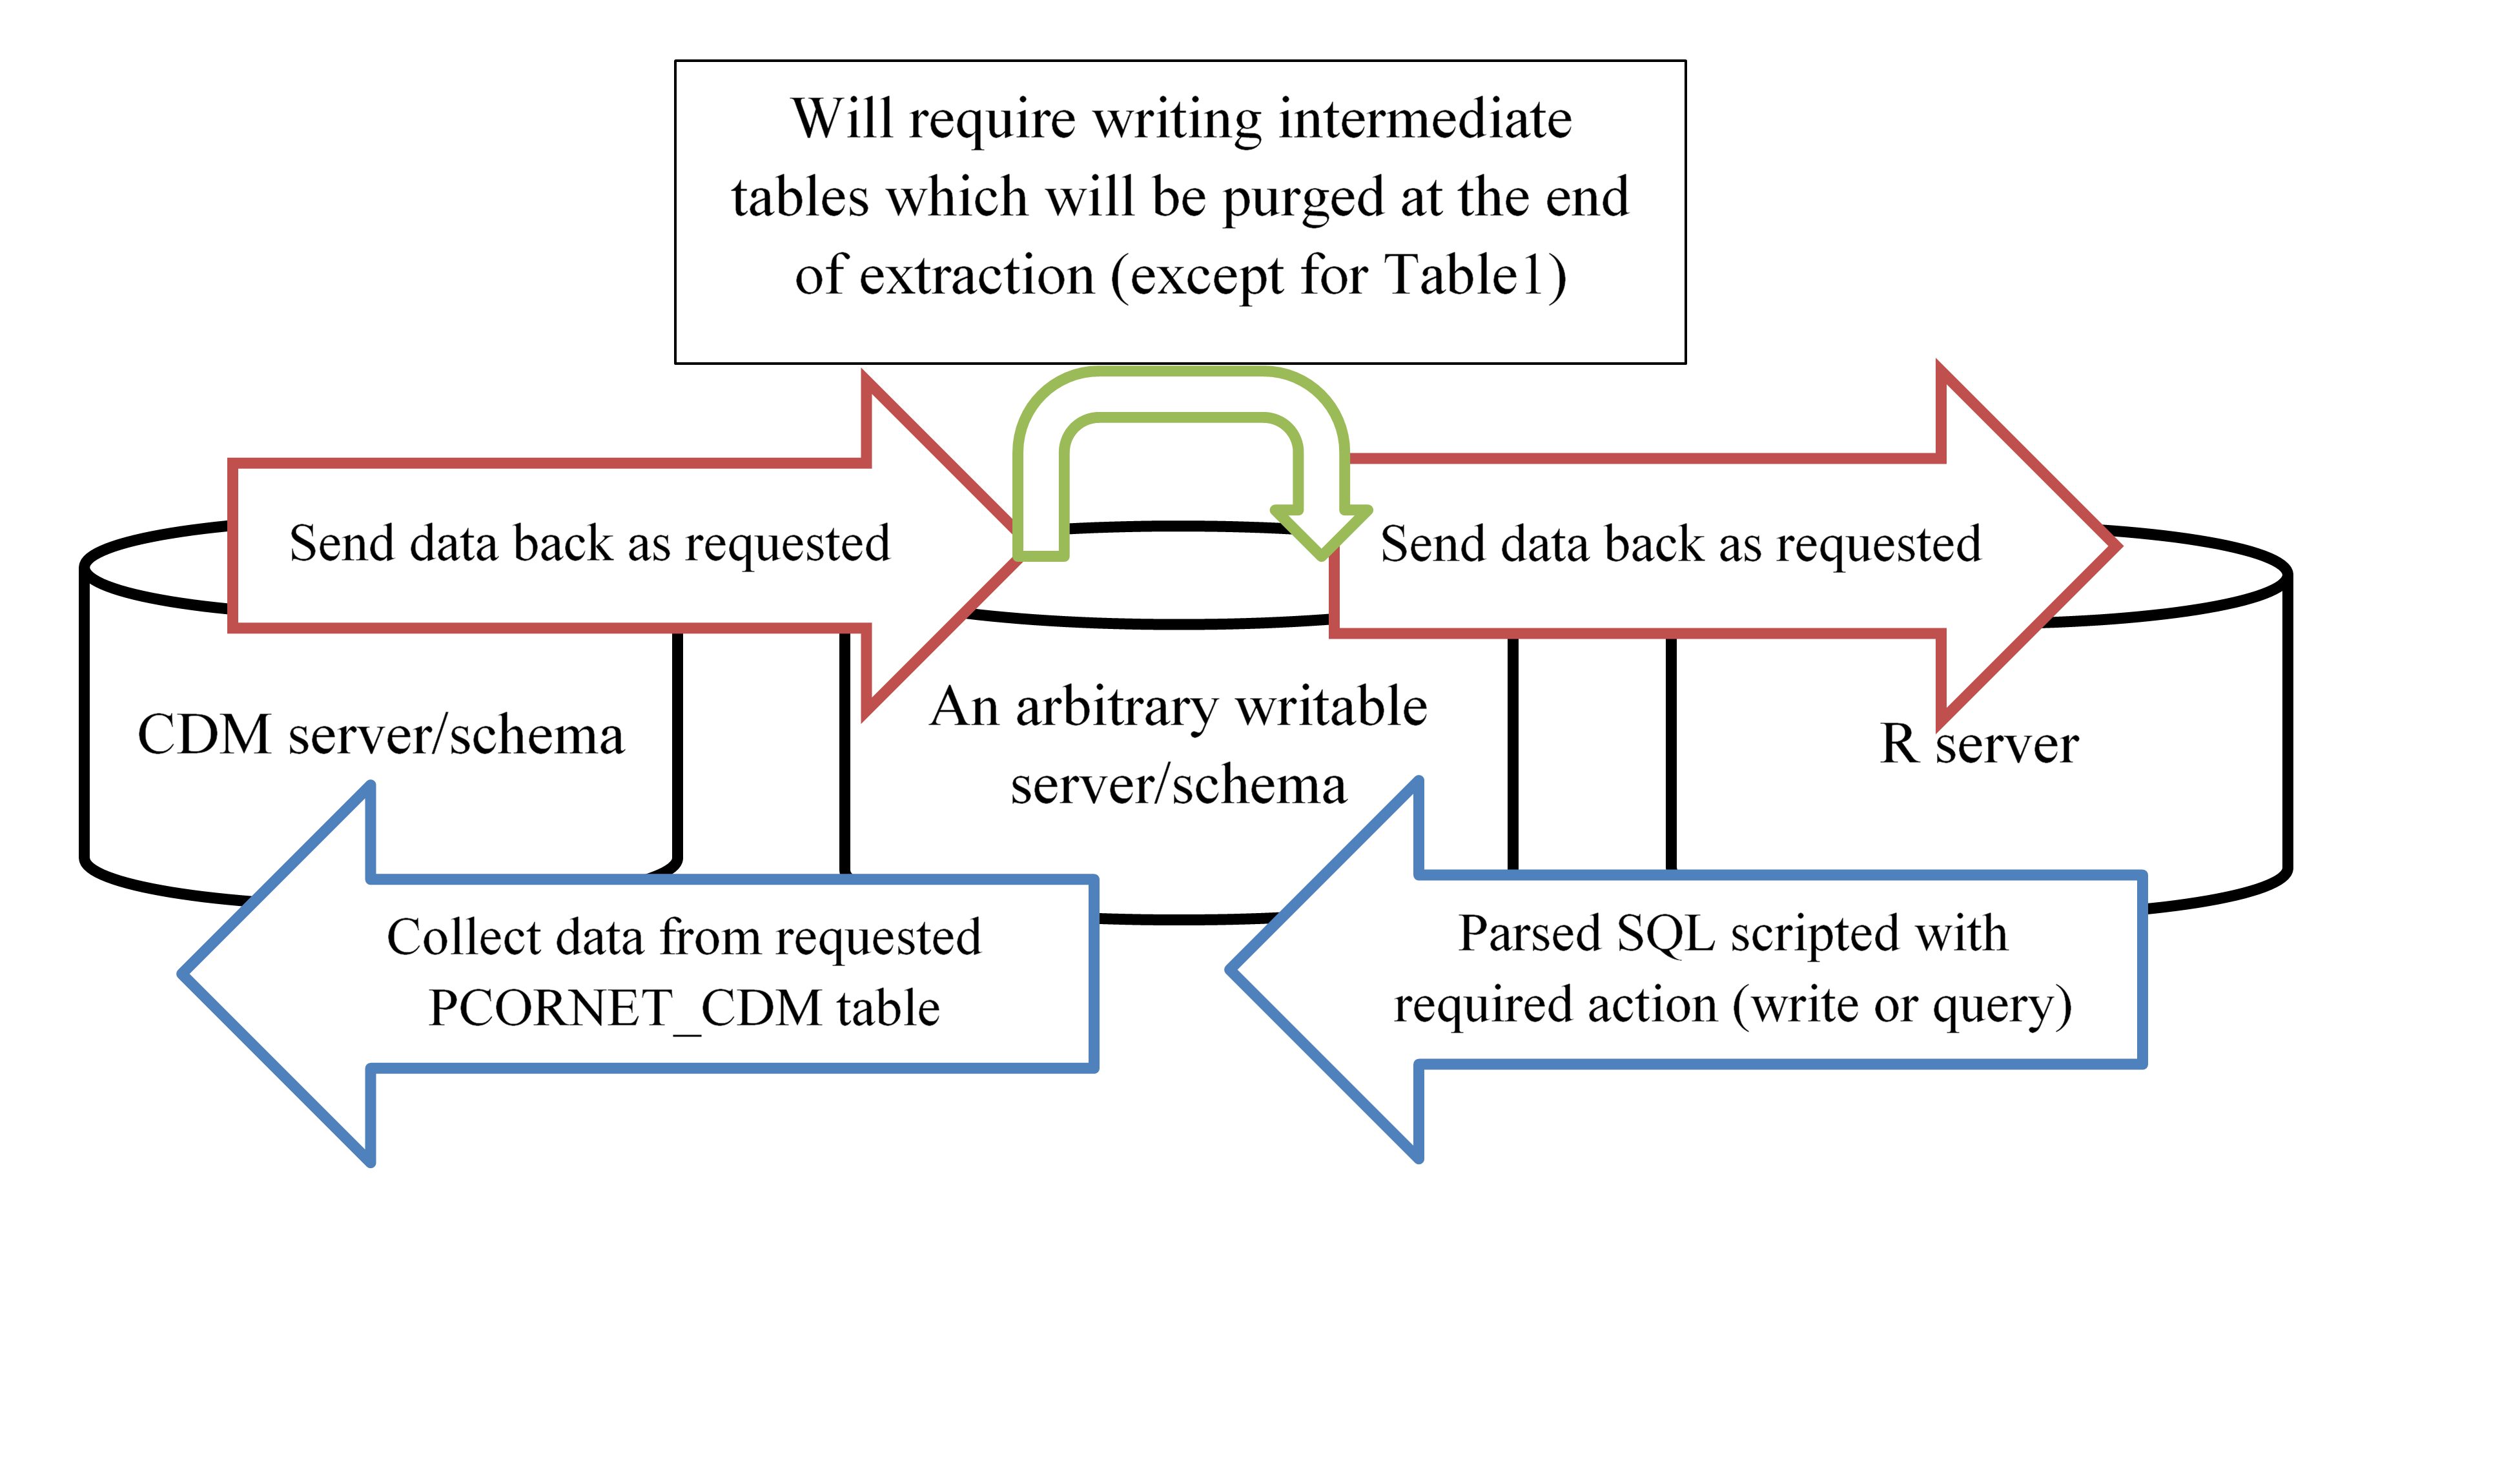 Will require writing intermediate
tables which will be purged at the end
of extraction (except for Table1)
Send data back as requested
Send data back as requested
CDM server/schema
An arbitrary writable
server/schema
R server
Collect data from requested
PCORNET_CDM table
Parsed SQL scripted with
required action (write or query)